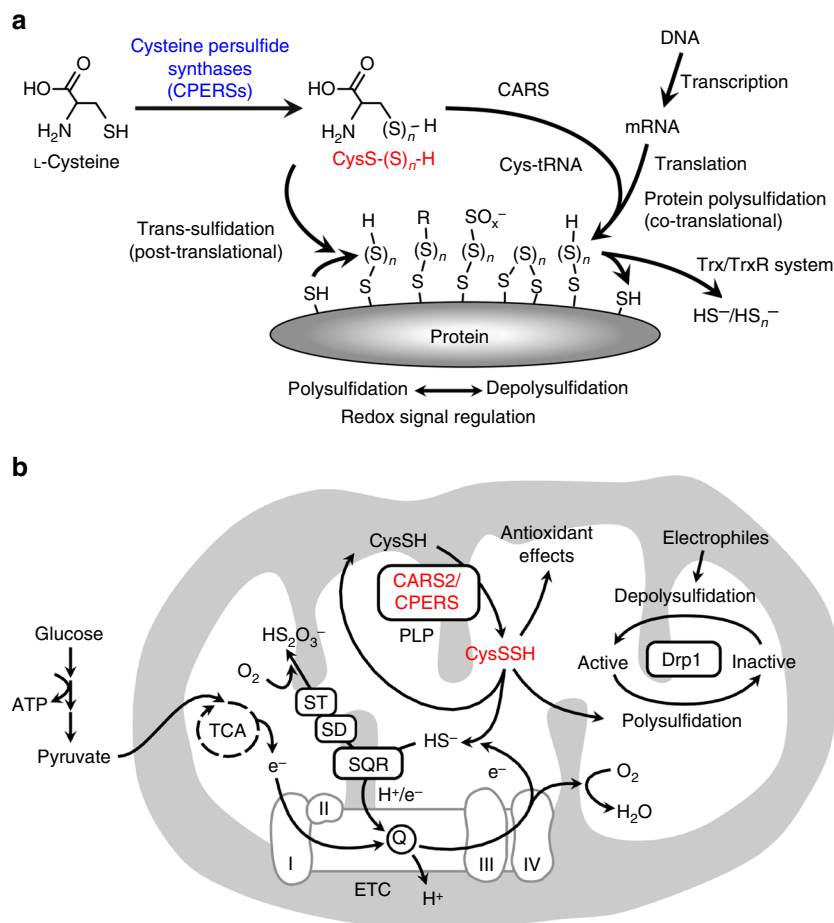 a
Cysteine persulfide
synthases
(CPERSs)
HO
O
H₂N
SH
L-Cysteine
HO
O
H₂N
(S)ₙ–H
CysS-(S)ₙ-H
CARS
Cys-tRNA
DNA
Transcription
mRNA
Translation
Protein polysulfidation
(co-translational)
Trans-sulfidation
(post-translational)
H
(S)ₙ
S
R
(S)ₙ
S
SOₓ⁻
(S)ₙ
S
(S)ₙ
S S
H
(S)ₙ
S
SH
SH
Trx/TrxR system
HS⁻/HSₙ⁻
Protein
Polysulfidation
Depolysulfidation
Redox signal regulation
b
Glucose
ATP
Pyruvate
TCA
e⁻
HS₂O₃⁻
O₂
ST
SD
SQR
HS⁻
H⁺/e⁻
CysSH
CARS2/
CPERS
PLP
CysSSH
Antioxidant
effects
Electrophiles
Depolysulfidation
Active
Drp1
Inactive
Polysulfidation
e⁻
O₂
H₂O
I
II
Q
III
IV
ETC
H⁺